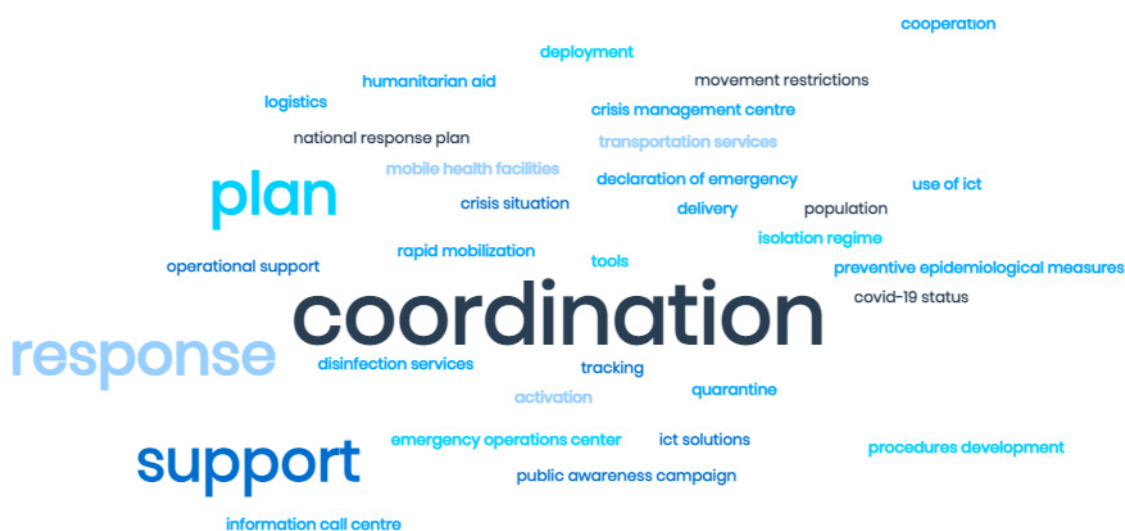 cooperation
deployment
humanitarian aid
movement restrictions
logistics
crisis management centre
national response plan
transportation services
mobile health facilities
declaration of emergency
use of ict
plan
crisis situation
delivery
population
isolation regime
rapid mobilization
operational support
tools
preventive epidemiological measures
covid-19 status
coordination
response
disinfection services
tracking
quarantine
activation
emergency operations center
ict solutions
procedures development
support
public awareness campaign
information call centre